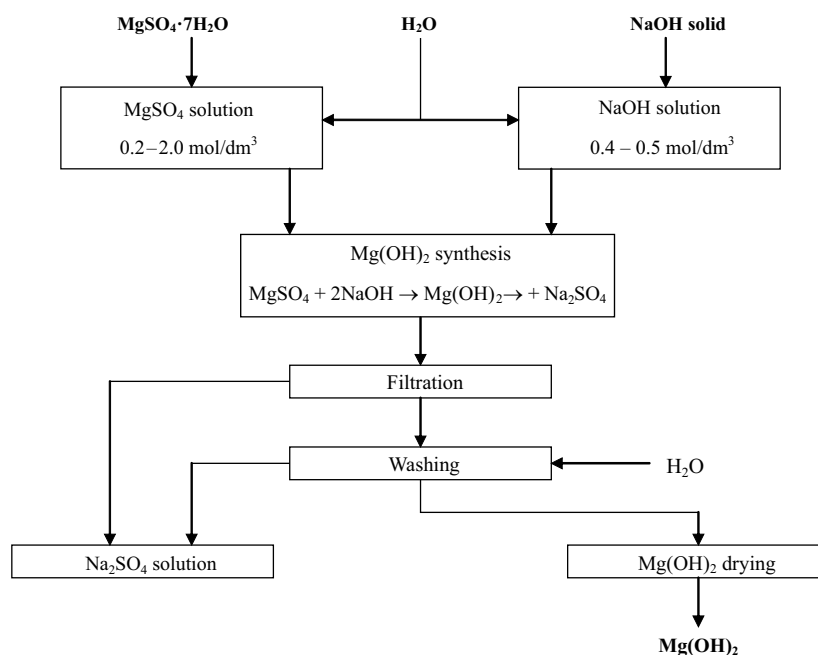 MgSO₄·7H₂O
H₂O
NaOH solid
MgSO₄ solution
0.2–2.0 mol/dm³
NaOH solution
0.4 – 0.5 mol/dm³
Mg(OH)₂ synthesis
MgSO₄ + 2NaOH → Mg(OH)₂→ + Na₂SO₄
Filtration
Washing
H₂O
Na₂SO₄ solution
Mg(OH)₂ drying
Mg(OH)₂